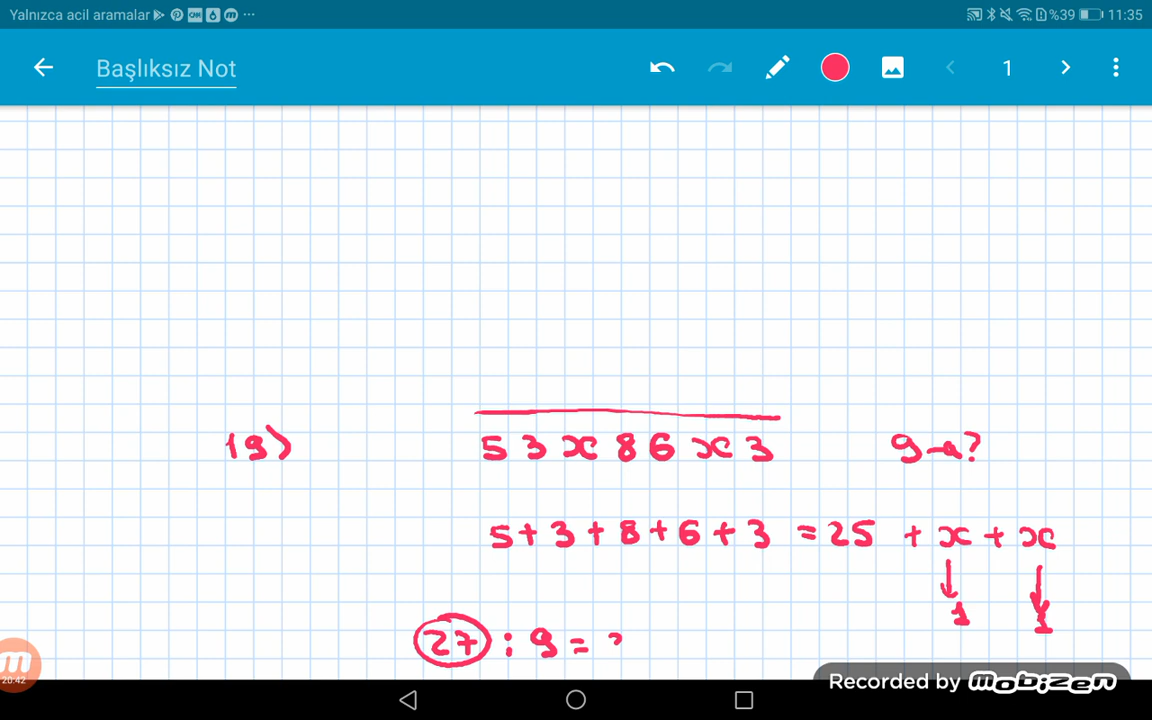 Yalnızca acil aramalar ... %39 11:35
Başlıksız Not 1
19) 53x86x3 9-a?
5+3+8+6+3 = 25 + x + x
1 1
27 : 9 = ?
20:42
Recorded by mobizen